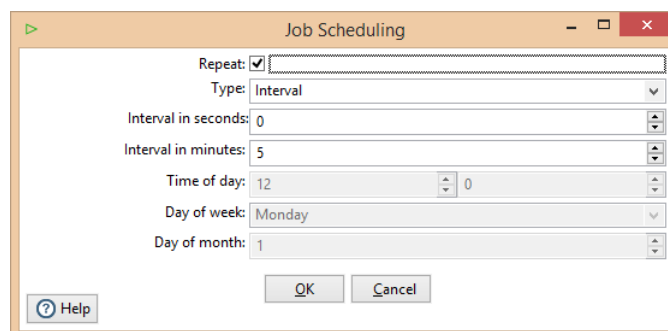 Job Scheduling
Repeat:
Type: Interval
Interval in seconds: 0
Interval in minutes: 5
Time of day: 12 0
Day of week: Monday
Day of month: 1
OK Cancel
Help